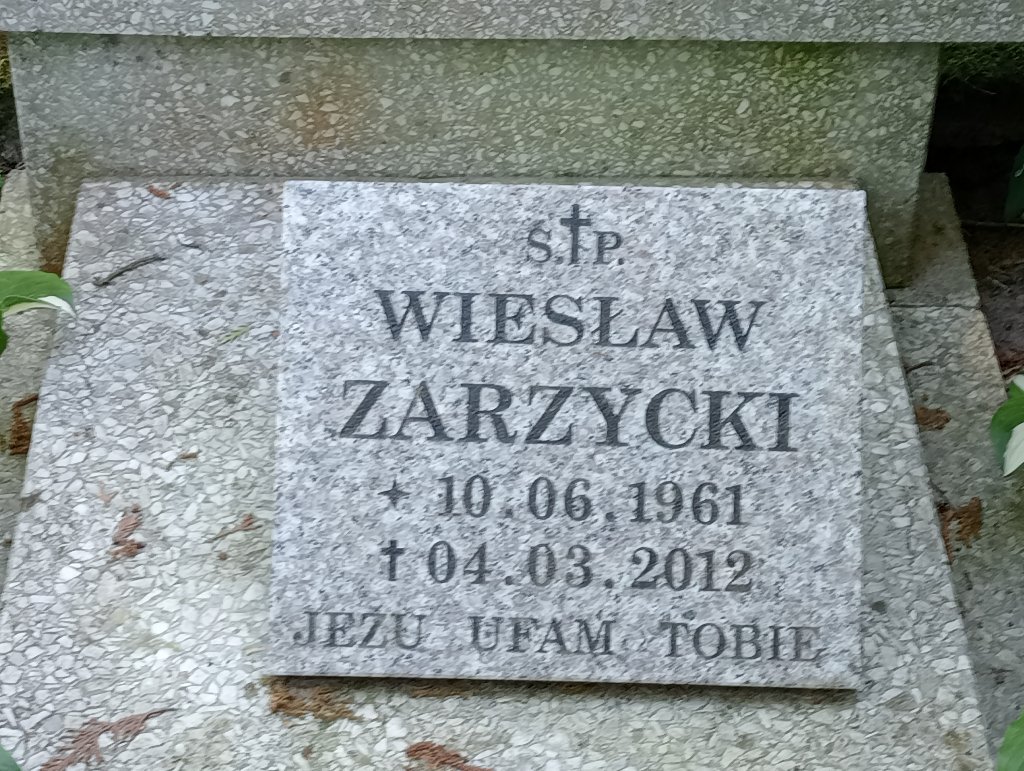 S.†P.
WIESŁAW
ZARZYCKI
✦ 10.06.1961
† 04.03.2012
JEZU UFAM TOBIE